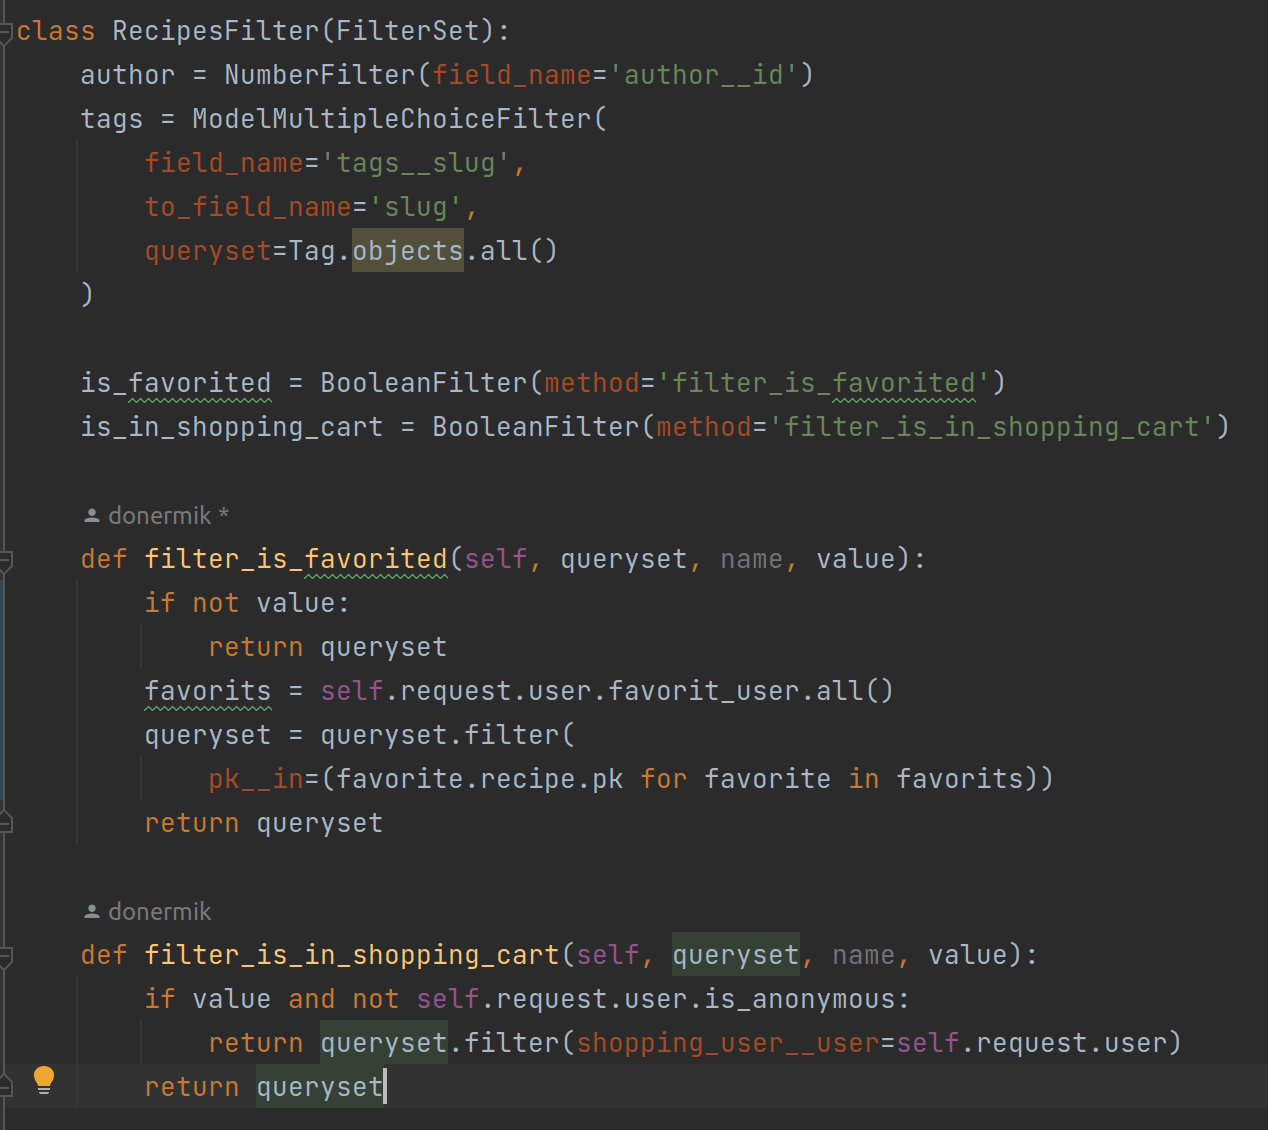 class RecipesFilter(FilterSet):
    author = NumberFilter(field_name='author__id')
    tags = ModelMultipleChoiceFilter(
        field_name='tags__slug',
        to_field_name='slug',
        queryset=Tag.objects.all()
    )

    is_favorited = BooleanFilter(method='filter_is_favorited')
    is_in_shopping_cart = BooleanFilter(method='filter_is_in_shopping_cart')

    donermik *
    def filter_is_favorited(self, queryset, name, value):
        if not value:
            return queryset
        favorits = self.request.user.favorit_user.all()
        queryset = queryset.filter(
            pk__in=(favorite.recipe.pk for favorite in favorits))
        return queryset

    donermik
    def filter_is_in_shopping_cart(self, queryset, name, value):
        if value and not self.request.user.is_anonymous:
            return queryset.filter(shopping_user__user=self.request.user)
        return queryset